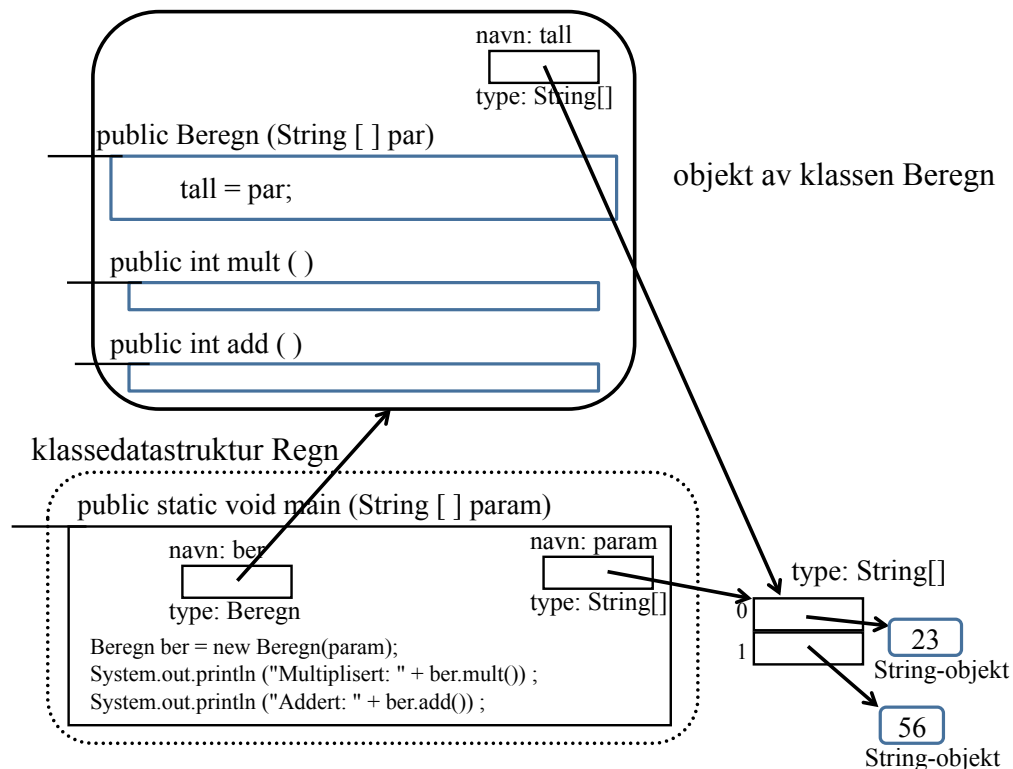 navn: tall
type: String[]
public Beregn (String [ ] par)
tall = par;
objekt av klassen Beregn
public int mult ( )
public int add ( )
klassedatastruktur Regn
public static void main (String [ ] param)
navn: ber
type: Beregn
navn: param
type: String[]
Beregn ber = new Beregn(param);
System.out.println ("Multiplisert: " + ber.mult()) ;
System.out.println ("Addert: " + ber.add()) ;
type: String[]
0
1
23
String-objekt
56
String-objekt